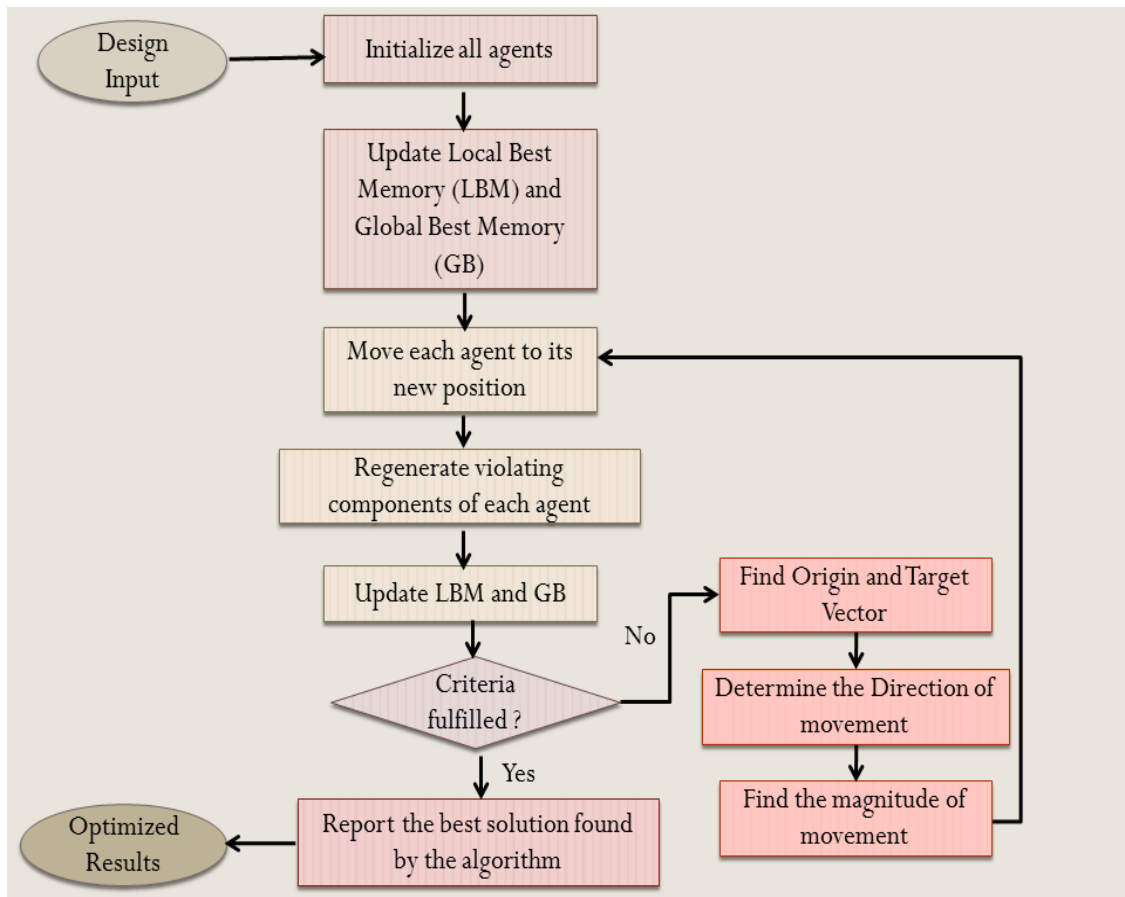 Design
Input
Initialize all agents
Update Local Best
Memory (LBM) and
Global Best Memory
(GB)
Move each agent to its
new position
Regenerate violating
components of each agent
Update LBM and GB
Criteria
fulfilled ?
No
Find Origin and Target
Vector
Determine the Direction of
movement
Find the magnitude of
movement
Yes
Report the best solution found
by the algorithm
Optimized
Results